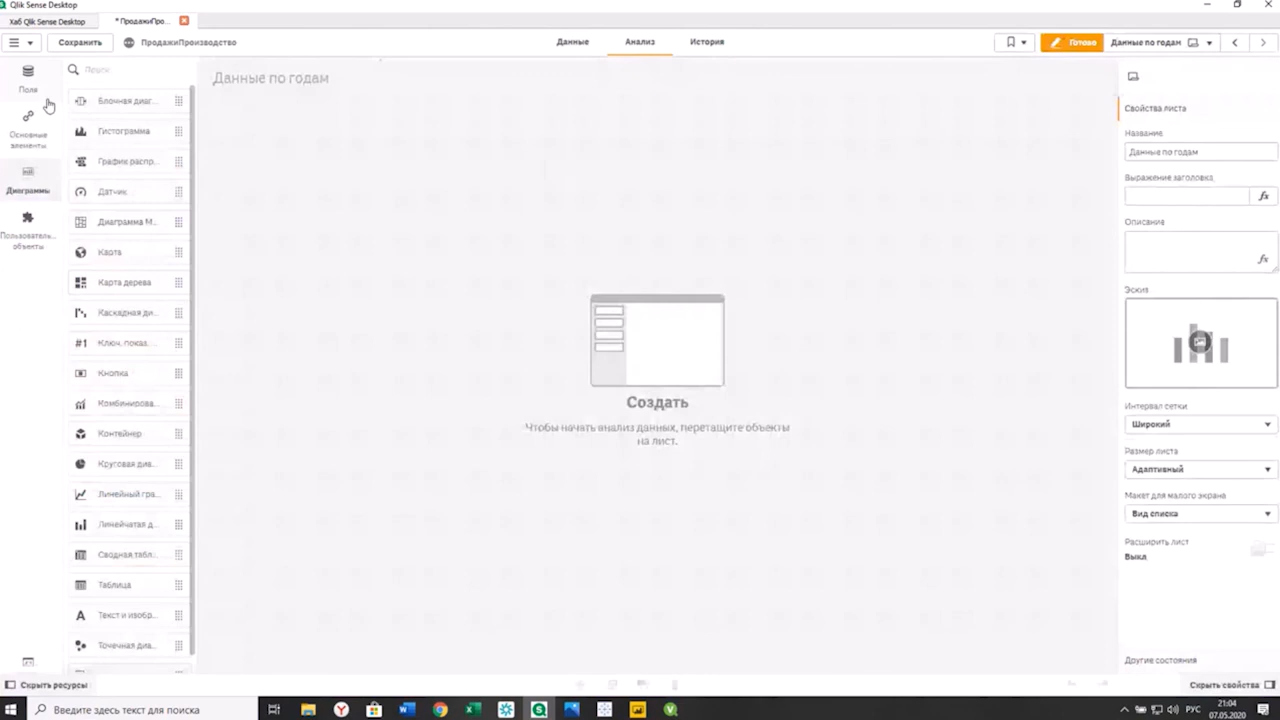 Qlik Sense Desktop
Хаб Qlik Sense Desktop
* ПродажиПро...
Сохранить
ПродажиПроизводство
Данные
Анализ
История
Готово
Данные по годам
Поля
Основные элементы
Диаграммы
Пользователь... объекты
Поиск
Блочная диаг...
Гистограмма
График распр...
Датчик
Диаграмма М...
Карта
Карта дерева
Каскадная ди...
#1 Ключ. показ...
Кнопка
Комбинирова...
Контейнер
Круговая диа...
Линейный гра...
Линейчатая д...
Сводная табл...
Таблица
A Текст и изобр...
Точечная диа...
Данные по годам
Создать
Чтобы начать анализ данных, перетащите объекты
на лист.
Свойства листа
Название
Данные по годам
Выражение заголовка
fx
Описание
fx
Эскиз
Интервал сетки
Широкий
Размер листа
Адаптивный
Макет для малого экрана
Вид списка
Расширить лист
Выкл
Другие состояния
Скрыть ресурсы
Скрыть свойства
Введите здесь текст для поиска
РУС
21:04
07.05.2020